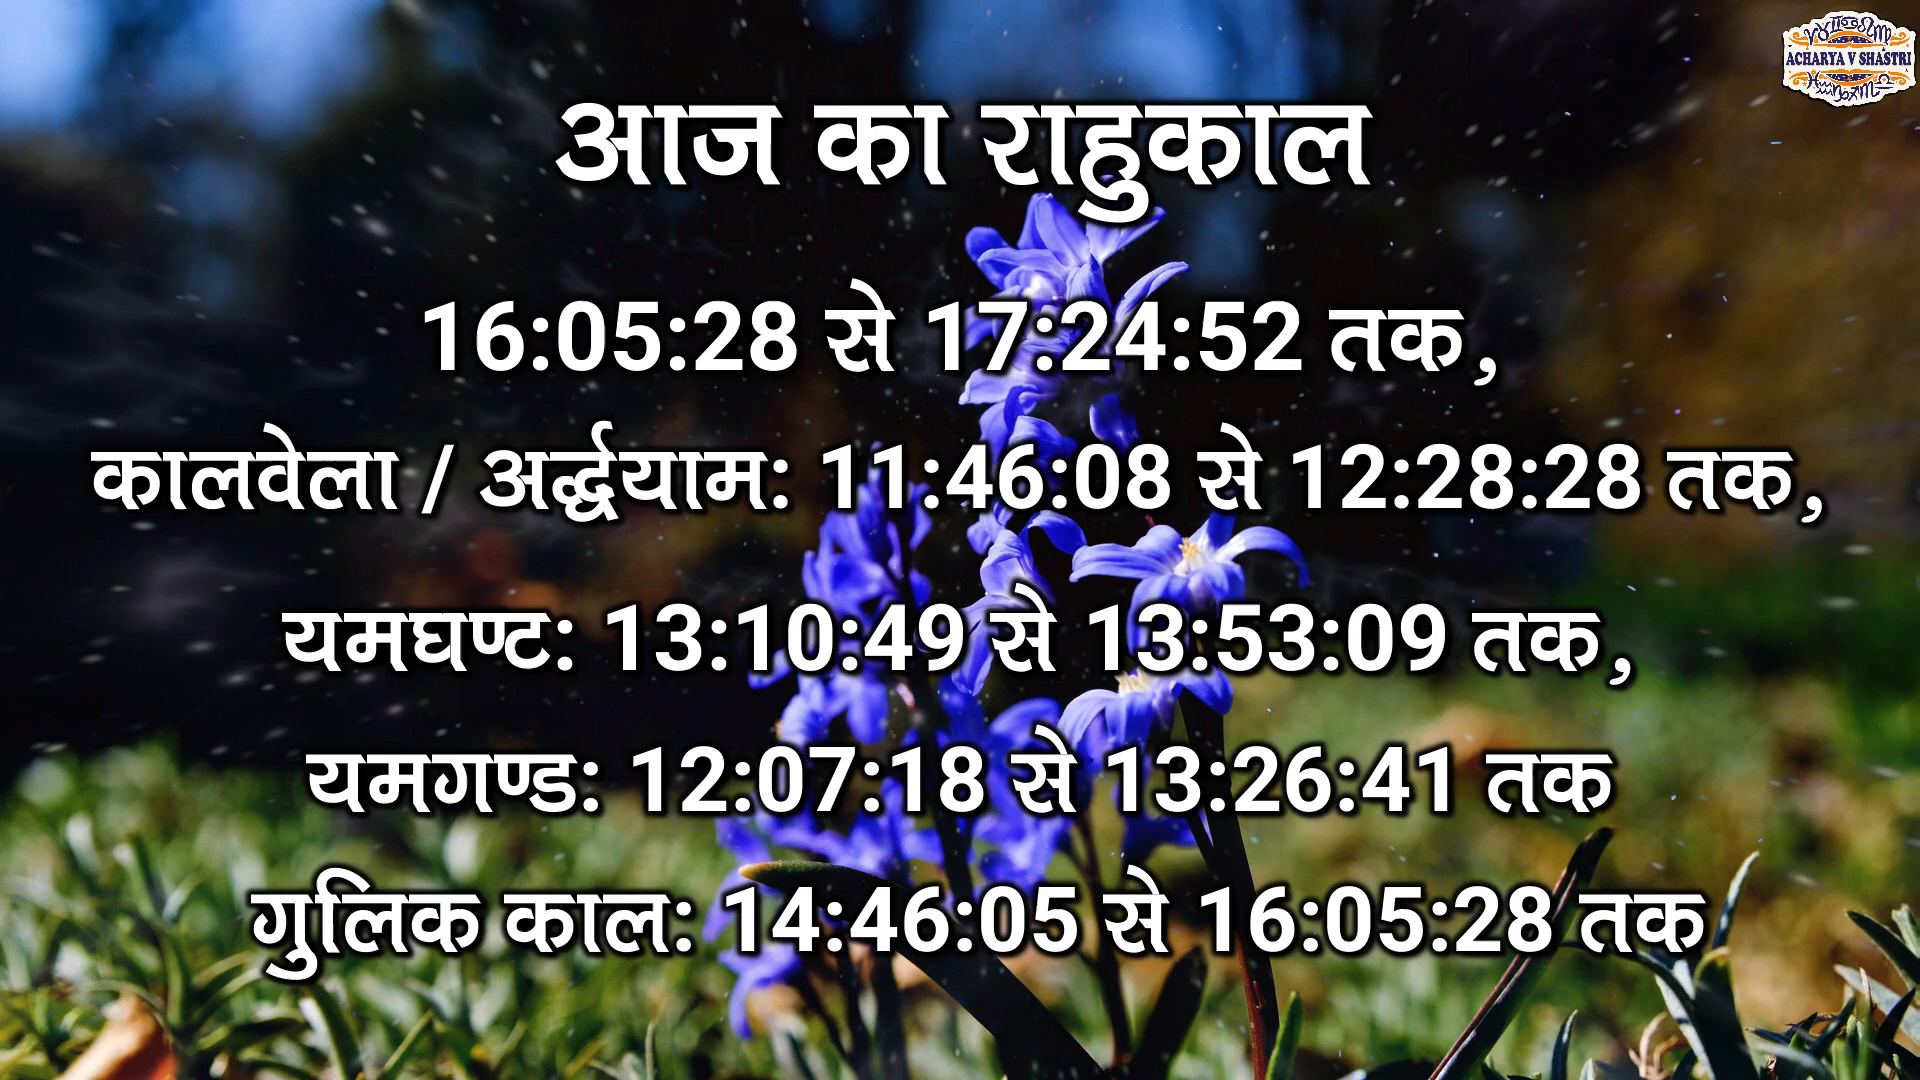 ACHARYA V SHASTRI
आज का राहुकाल
16:05:28 से 17:24:52 तक,
कालवेला / अर्द्धयाम: 11:46:08 से 12:28:28 तक,
यमघण्ट: 13:10:49 से 13:53:09 तक,
यमगण्ड: 12:07:18 से 13:26:41 तक
गुलिक काल: 14:46:05 से 16:05:28 तक